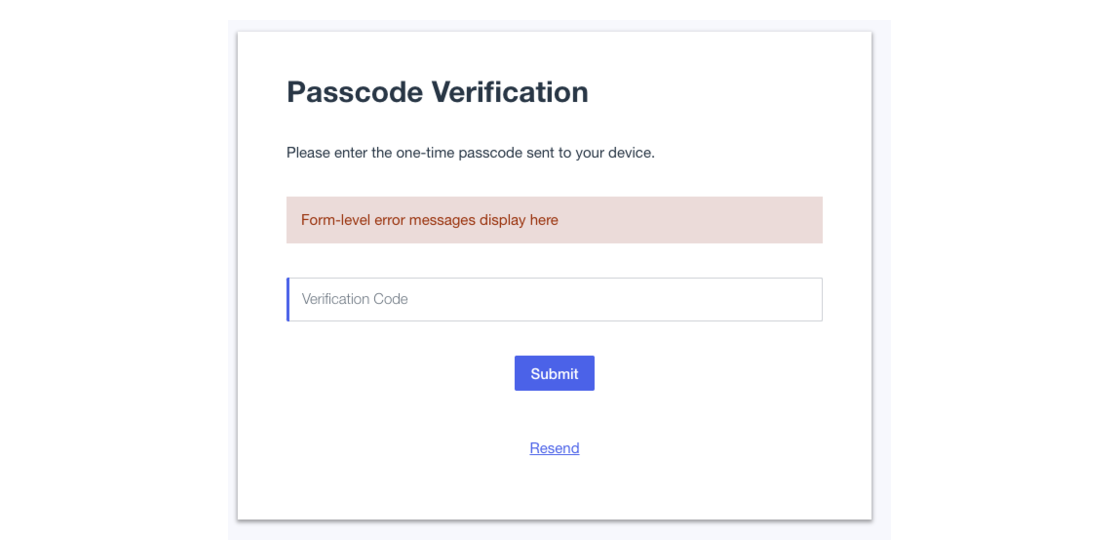 Passcode Verification
Please enter the one-time passcode sent to your device.
Form-level error messages display here
Verification Code
Submit
Resend